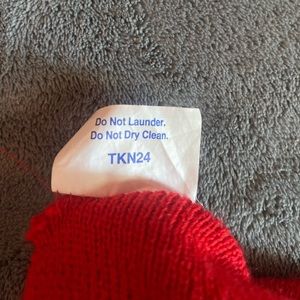 Do Not Launder.
Do Not Dry Clean.
TKN24